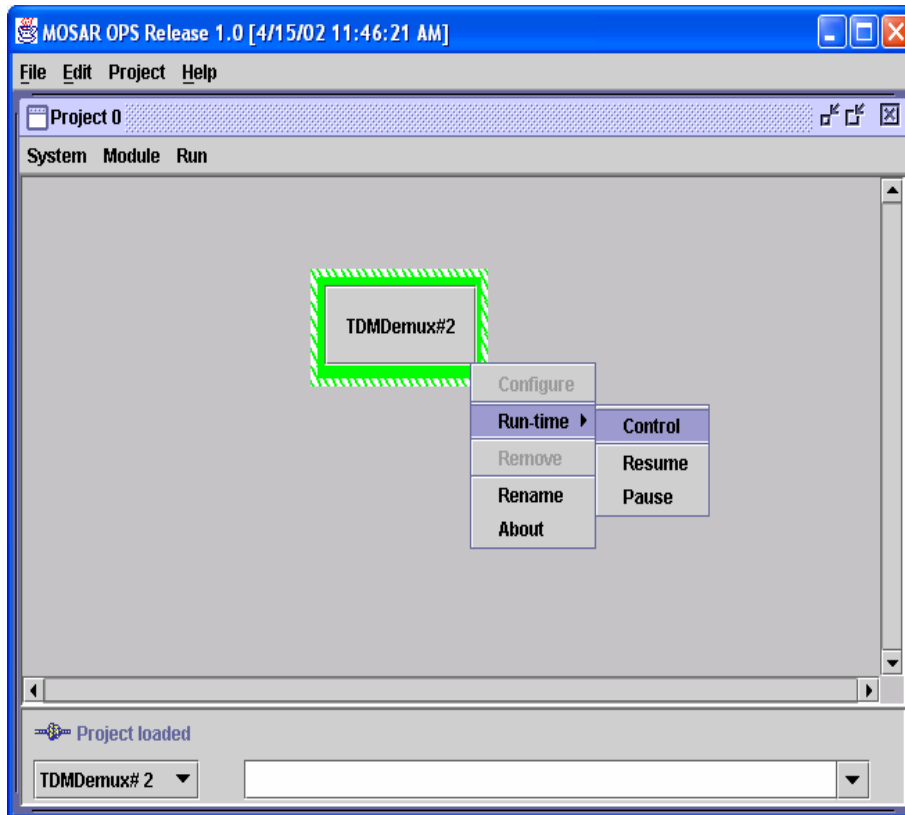 MOSAR OPS Release 1.0 [4/15/02 11:46:21 AM]
File Edit Project Help
Project 0
System Module Run
TDMDemux#2
Configure
Run-time
Control
Remove
Resume
Rename
Pause
About
Project loaded
TDMDemux# 2